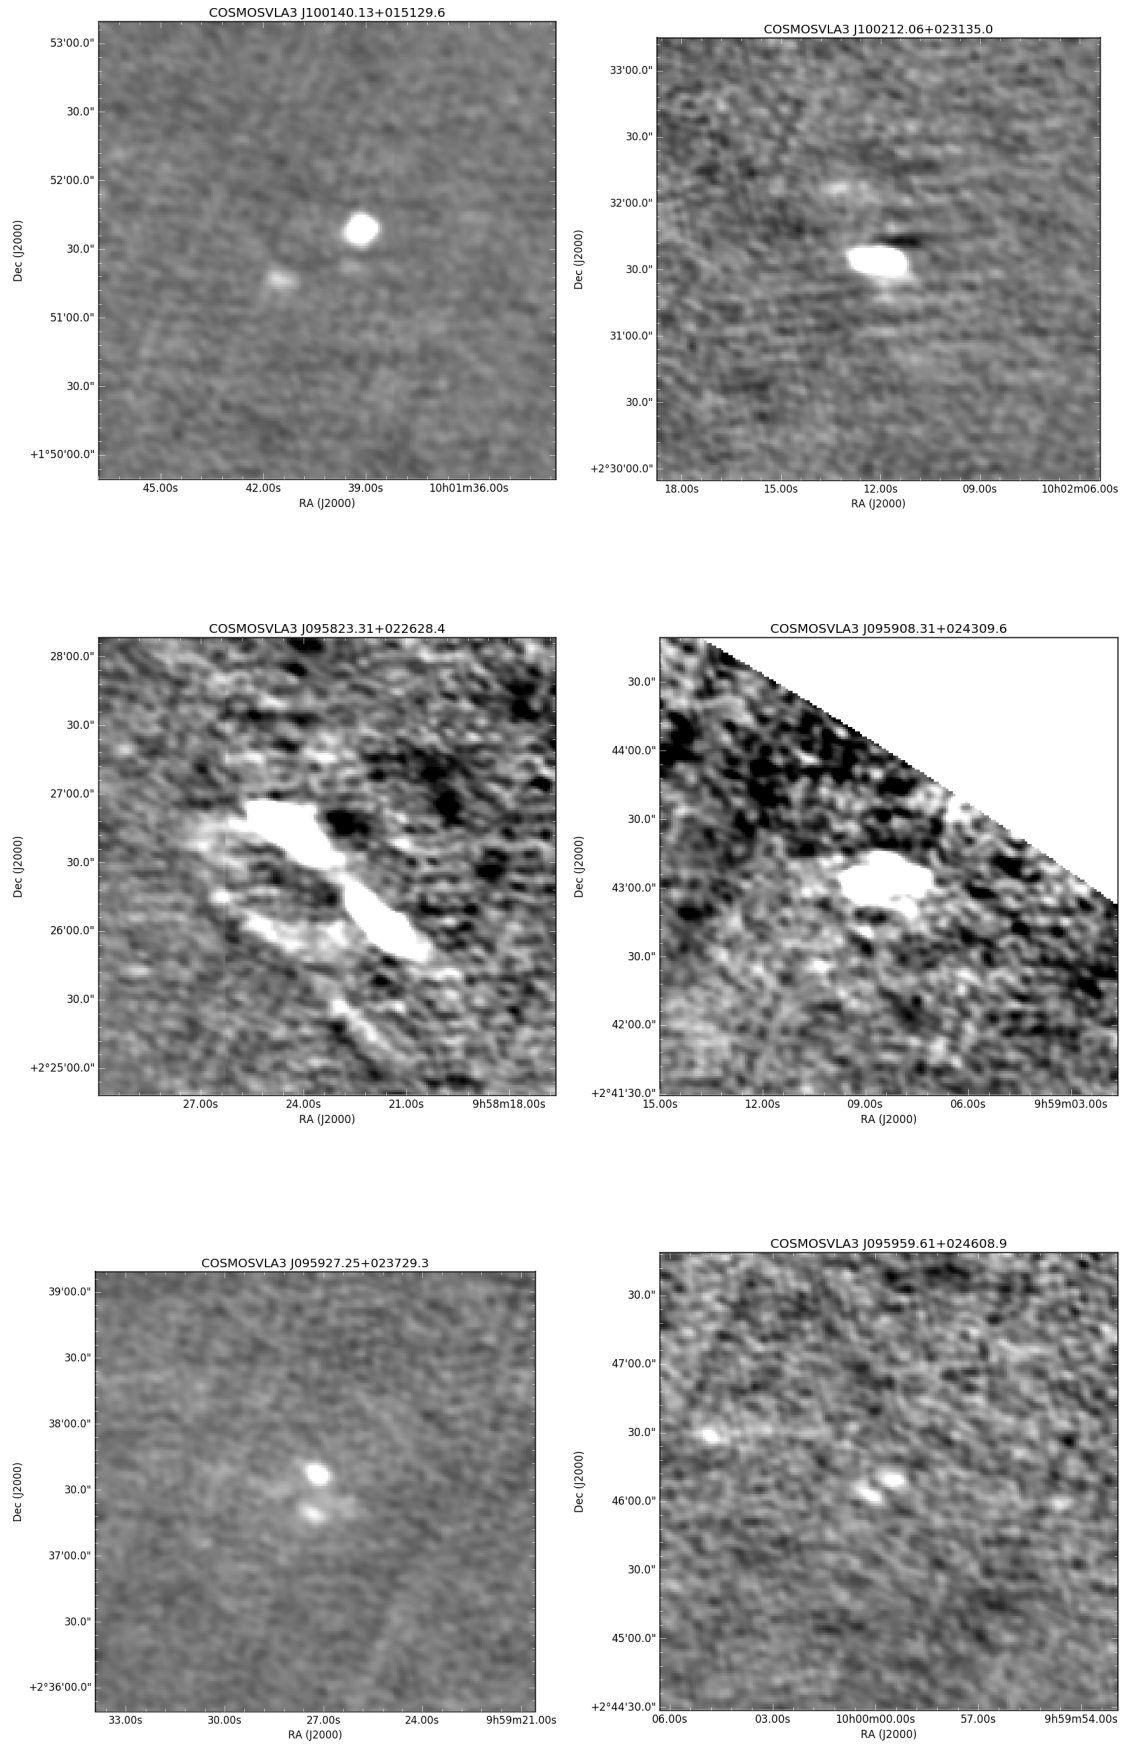 COSMOSVLA3 J100140.13+015129.6
53'00.0"
30.0"
52'00.0"
30.0"
51'00.0"
30.0"
+1°50'00.0"
Dec (J2000)
45.00s 42.00s 39.00s 10h01m36.00s
RA (J2000)
COSMOSVLA3 J100212.06+023135.0
33'00.0"
30.0"
32'00.0"
30.0"
31'00.0"
30.0"
+2°30'00.0"
Dec (J2000)
18.00s 15.00s 12.00s 09.00s 10h02m06.00s
RA (J2000)
COSMOSVLA3 J095823.31+022628.4
28'00.0"
30.0"
27'00.0"
30.0"
26'00.0"
30.0"
+2°25'00.0"
Dec (J2000)
27.00s 24.00s 21.00s 9h58m18.00s
RA (J2000)
COSMOSVLA3 J095908.31+024309.6
30.0"
44'00.0"
30.0"
43'00.0"
30.0"
42'00.0"
+2°41'30.0"
Dec (J2000)
15.00s 12.00s 09.00s 06.00s 9h59m03.00s
RA (J2000)
COSMOSVLA3 J095927.25+023729.3
39'00.0"
30.0"
38'00.0"
30.0"
37'00.0"
30.0"
+2°36'00.0"
Dec (J2000)
33.00s 30.00s 27.00s 24.00s 9h59m21.00s
RA (J2000)
COSMOSVLA3 J095959.61+024608.9
30.0"
47'00.0"
30.0"
46'00.0"
30.0"
45'00.0"
+2°44'30.0"
Dec (J2000)
06.00s 03.00s 10h00m00.00s 57.00s 9h59m54.00s
RA (J2000)